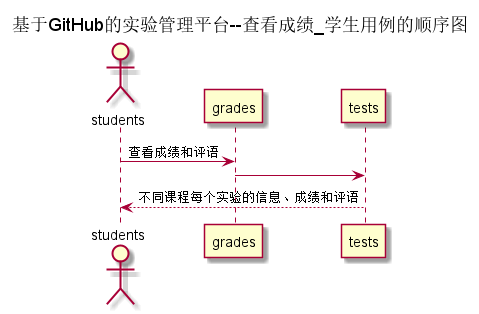 基于GitHub的实验管理平台--查看成绩_学生用例的顺序图
students
grades
tests
查看成绩和评语
不同课程每个实验的信息、成绩和评语
students
grades
tests